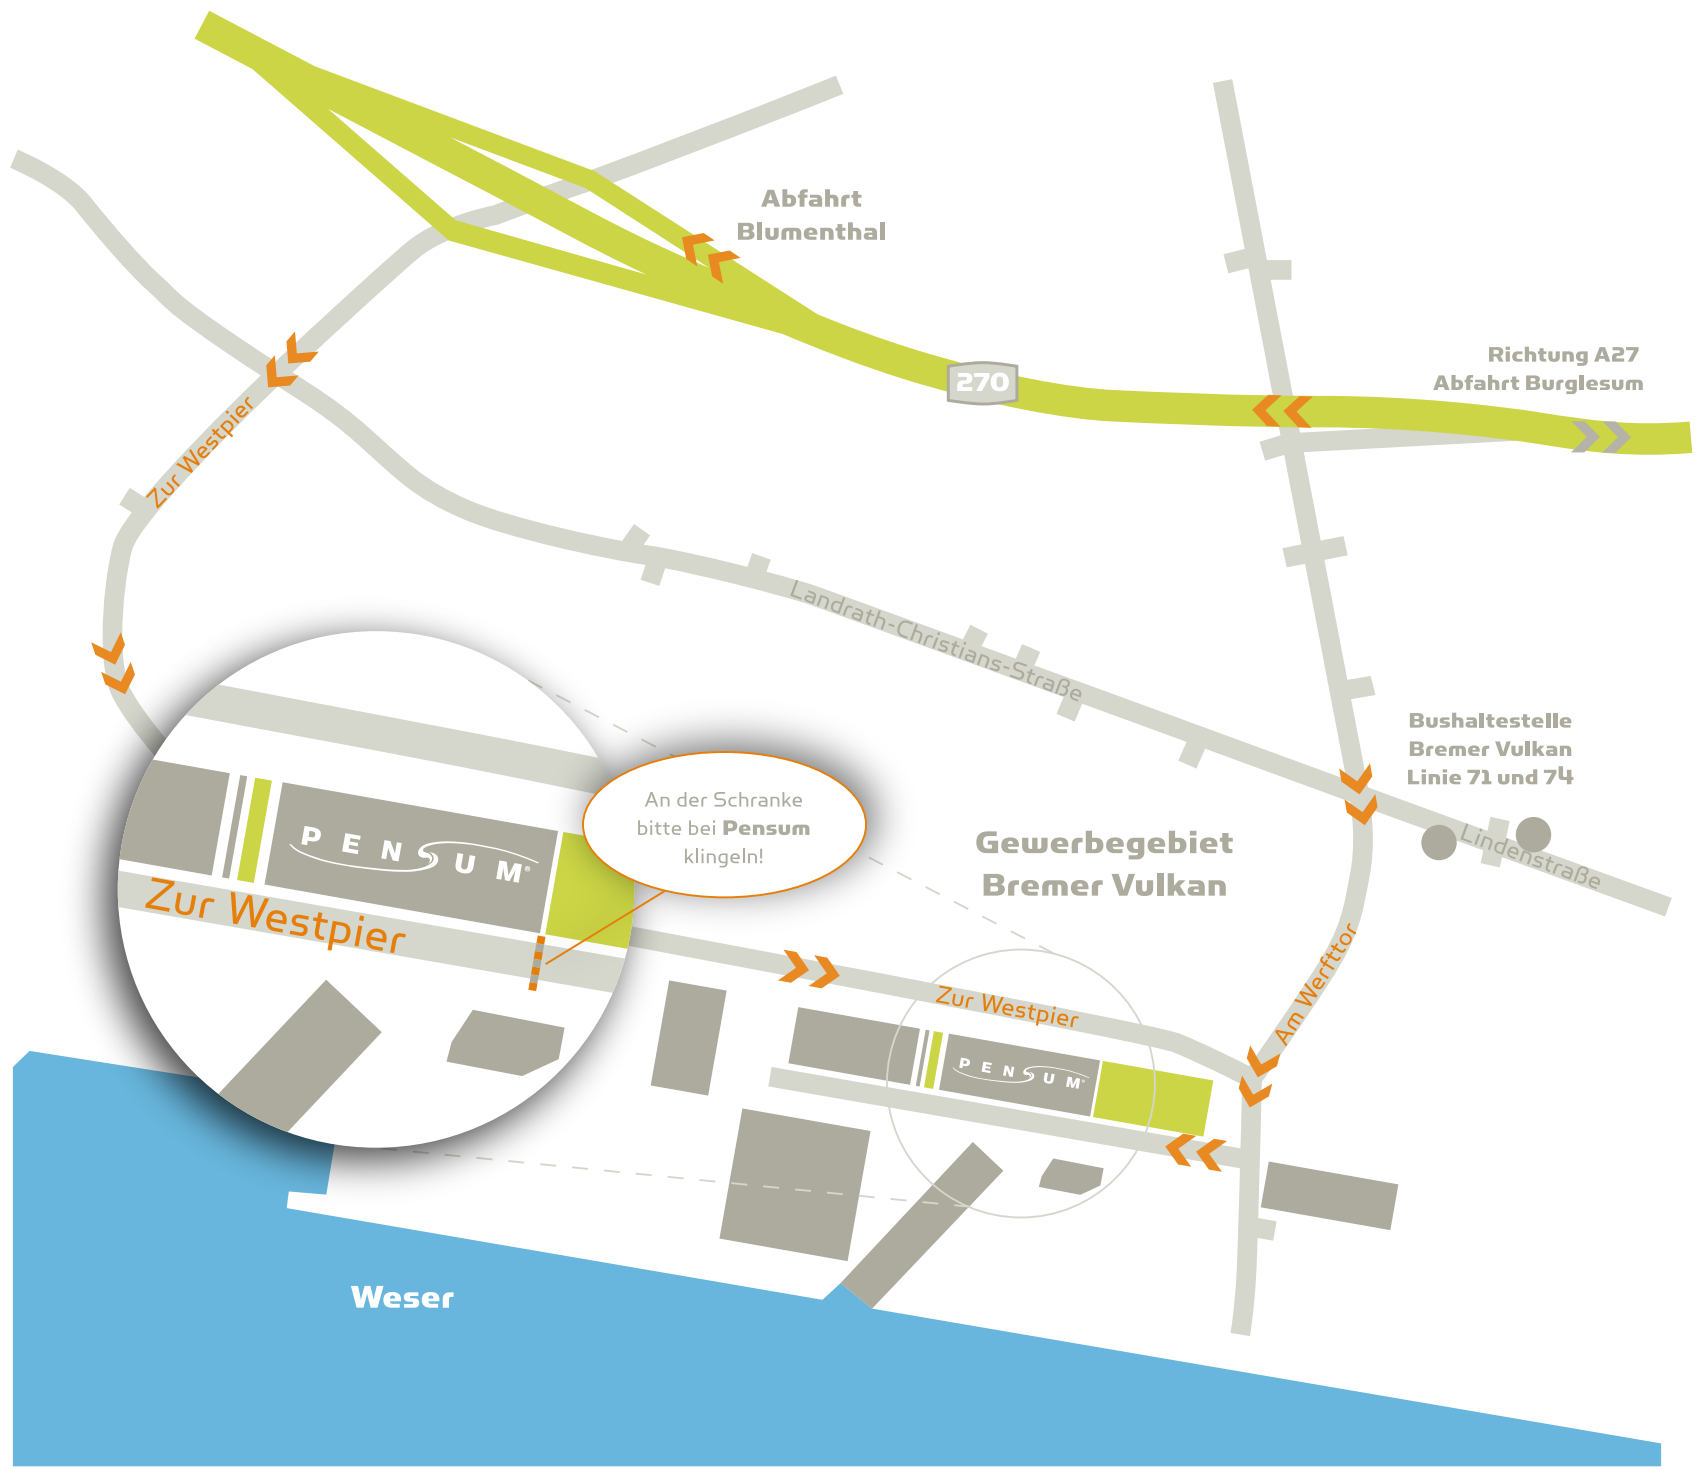 Abfahrt
Blumenthal
270
Richtung A27
Abfahrt Burglesum
Zur Westpier
Landrath-Christians-Straße
Bushaltestelle
Bremer Vulkan
Linie 71 und 74
Lindenstraße
An der Schranke
bitte bei Pensum
klingeln!
Gewerbegebiet
Bremer Vulkan
PENSUM®
Zur Westpier
Am Werfttor
Zur Westpier
PENSUM®
Weser